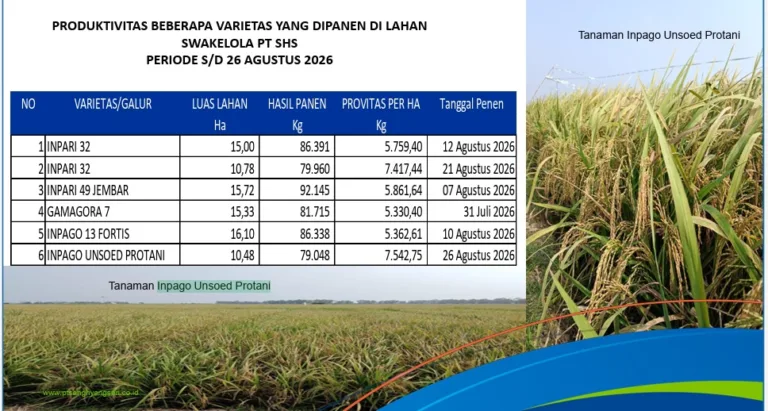 PRODUKTIVITAS BEBERAPA VARIETAS YANG DIPANEN DI LAHAN
SWAKELOLA PT SHS
PERIODE S/D 26 AGUSTUS 2026
Tanaman Inpago Unsoed Protani
NO VARIETAS/GALUR LUAS LAHAN HASIL PANEN PROVITAS PER HA Tanggal Penen
Ha Kg Kg
1 INPARI 32 15,00 86.391 5.759,40 12 Agustus 2026
2 INPARI 32 10,78 79.960 7.417,44 21 Agustus 2026
3 INPARI 49 JEMBAR 15,72 92.145 5.861,64 07 Agustus 2026
4 GAMAGORA 7 15,33 81.715 5.330,40 31 Juli 2026
5 INPAGO 13 FORTIS 16,10 86.338 5.362,61 10 Agustus 2026
6 INPAGO UNSOED PROTANI 10,48 79.048 7.542,75 26 Agustus 2026
Tanaman Inpago Unsoed Protani